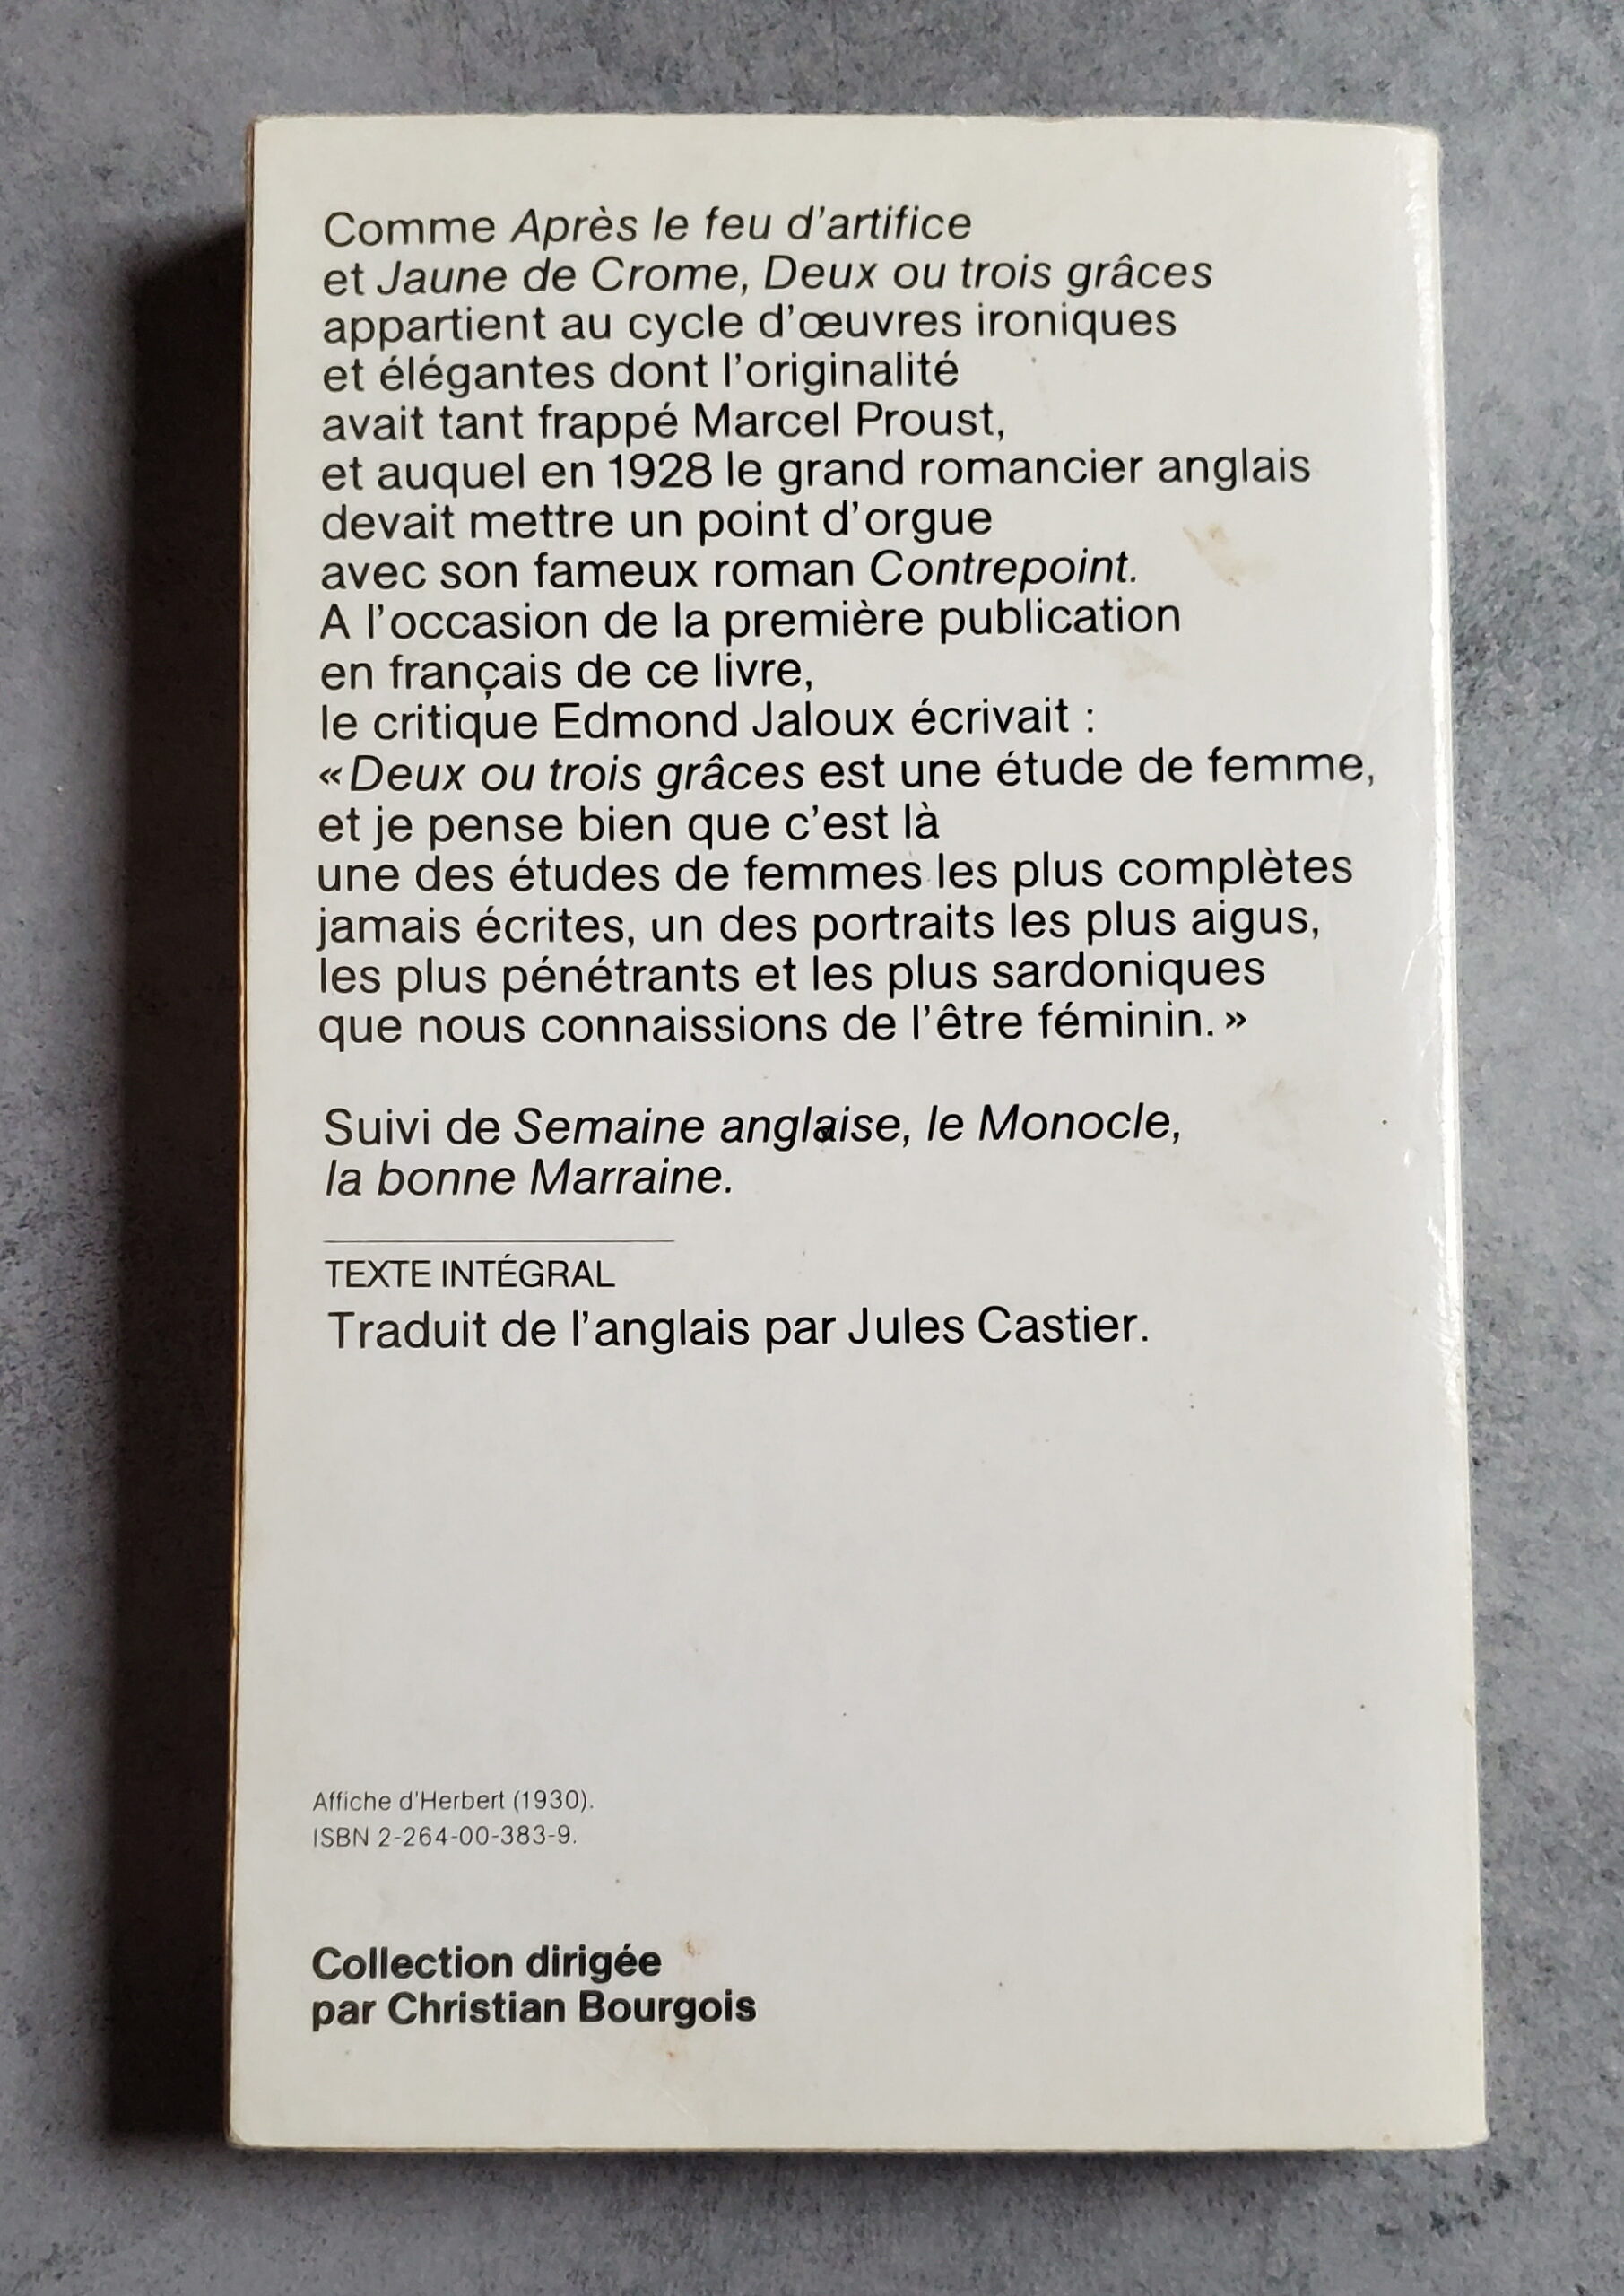 Comme Après le feu d'artifice
et Jaune de Crome, Deux ou trois grâces
appartient au cycle d'œuvres ironiques
et élégantes dont l'originalité
avait tant frappé Marcel Proust,
et auquel en 1928 le grand romancier anglais
devait mettre un point d'orgue
avec son fameux roman Contrepoint.
A l'occasion de la première publication
en français de ce livre,
le critique Edmond Jaloux écrivait :
«Deux ou trois grâces est une étude de femme,
et je pense bien que c'est là
une des études de femmes les plus complètes
jamais écrites, un des portraits les plus aigus,
les plus pénétrants et les plus sardoniques
que nous connaissions de l'être féminin.»
Suivi de Semaine anglaise, le Monocle,
la bonne Marraine.
TEXTE INTÉGRAL
Traduit de l'anglais par Jules Castier.
Affiche d'Herbert (1930).
ISBN 2-264-00-383-9.
Collection dirigée
par Christian Bourgois